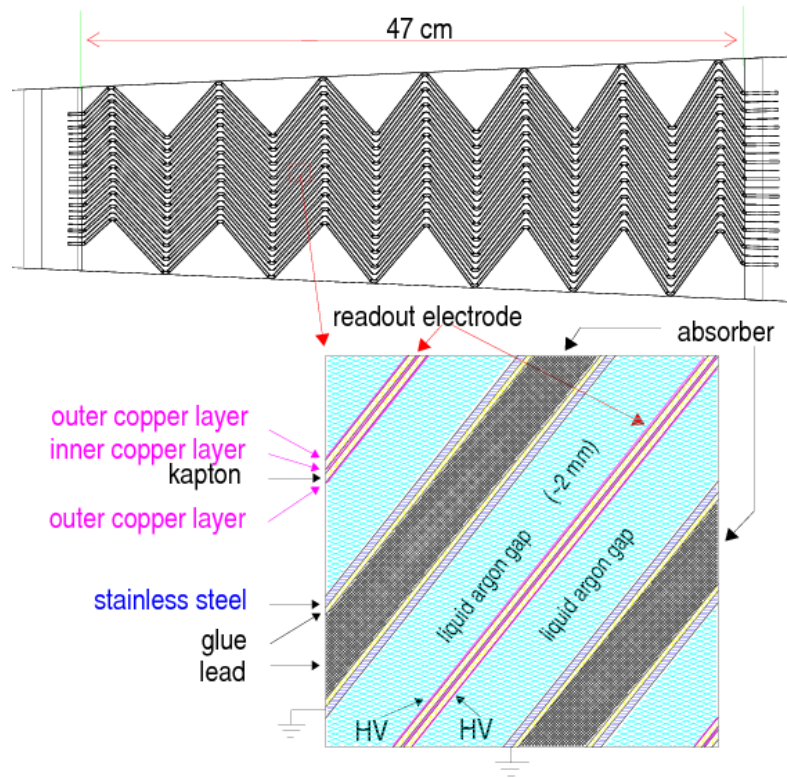 47 cm
readout electrode
absorber
outer copper layer
inner copper layer
kapton
outer copper layer
(~2 mm)
liquid argon gap
liquid argon gap
stainless steel
glue
lead
HV
HV